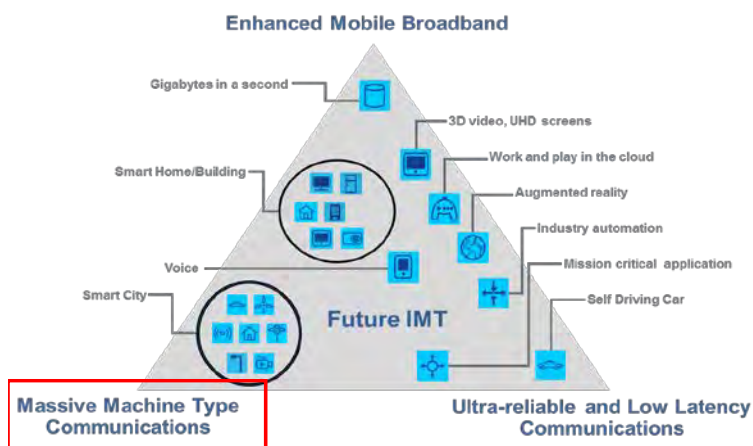 Enhanced Mobile Broadband
Gigabytes in a second
3D video, UHD screens
Smart Home/Building
Work and play in the cloud
Augmented reality
Industry automation
Voice
Mission critical application
Smart City
Self Driving Car
Future IMT
Massive Machine Type
Communications
Ultra-reliable and Low Latency
Communications